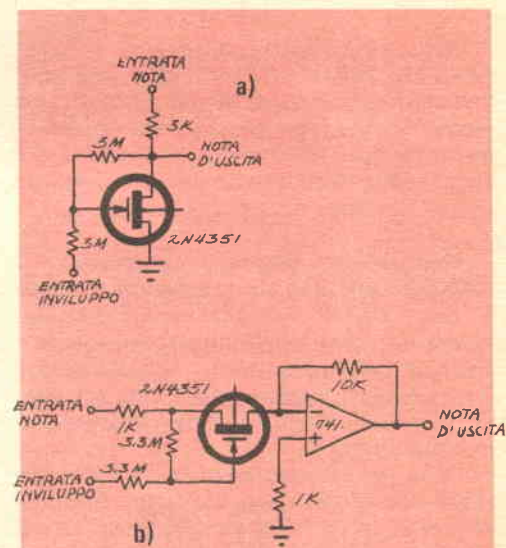 ENTRATA
NOTA
a)
3K
3M
NOTA
D'USCITA
2N4351
3M
ENTRATA
INVILUPPO
2N4351
10K
ENTRATA
NOTA
1K
3.3M
741
NOTA
D'USCITA
ENTRATA
INVILUPPO
3.3M
1K
b)